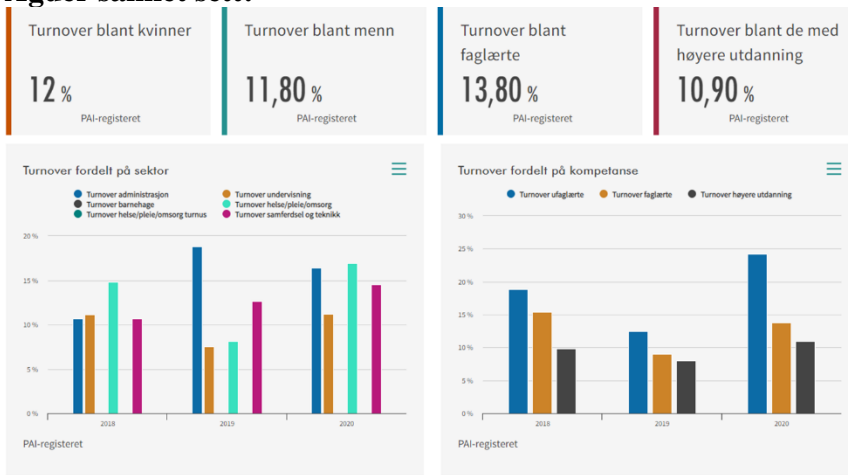 Agder samlet sett:
Turnover blant kvinner
12 %
PAI-registeret
Turnover blant menn
11,80 %
PAI-registeret
Turnover blant
faglærte
13,80 %
PAI-registeret
Turnover blant de med
høyere utdanning
10,90 %
PAI-registeret
Turnover fordelt på sektor
Turnover administrasjon
Turnover undervisning
Turnover barnehage
Turnover helse/pleie/omsorg
Turnover helse/pleie/omsorg turnus
Turnover samferdsel og teknikk
20 %
15 %
10 %
5 %
0 %
2018
2019
2020
PAI-registeret
Turnover fordelt på kompetanse
Turnover ufaglærte
Turnover faglærte
Turnover høyere utdanning
30 %
25 %
20 %
15 %
10 %
5 %
0 %
2018
2019
2020
PAI-registeret